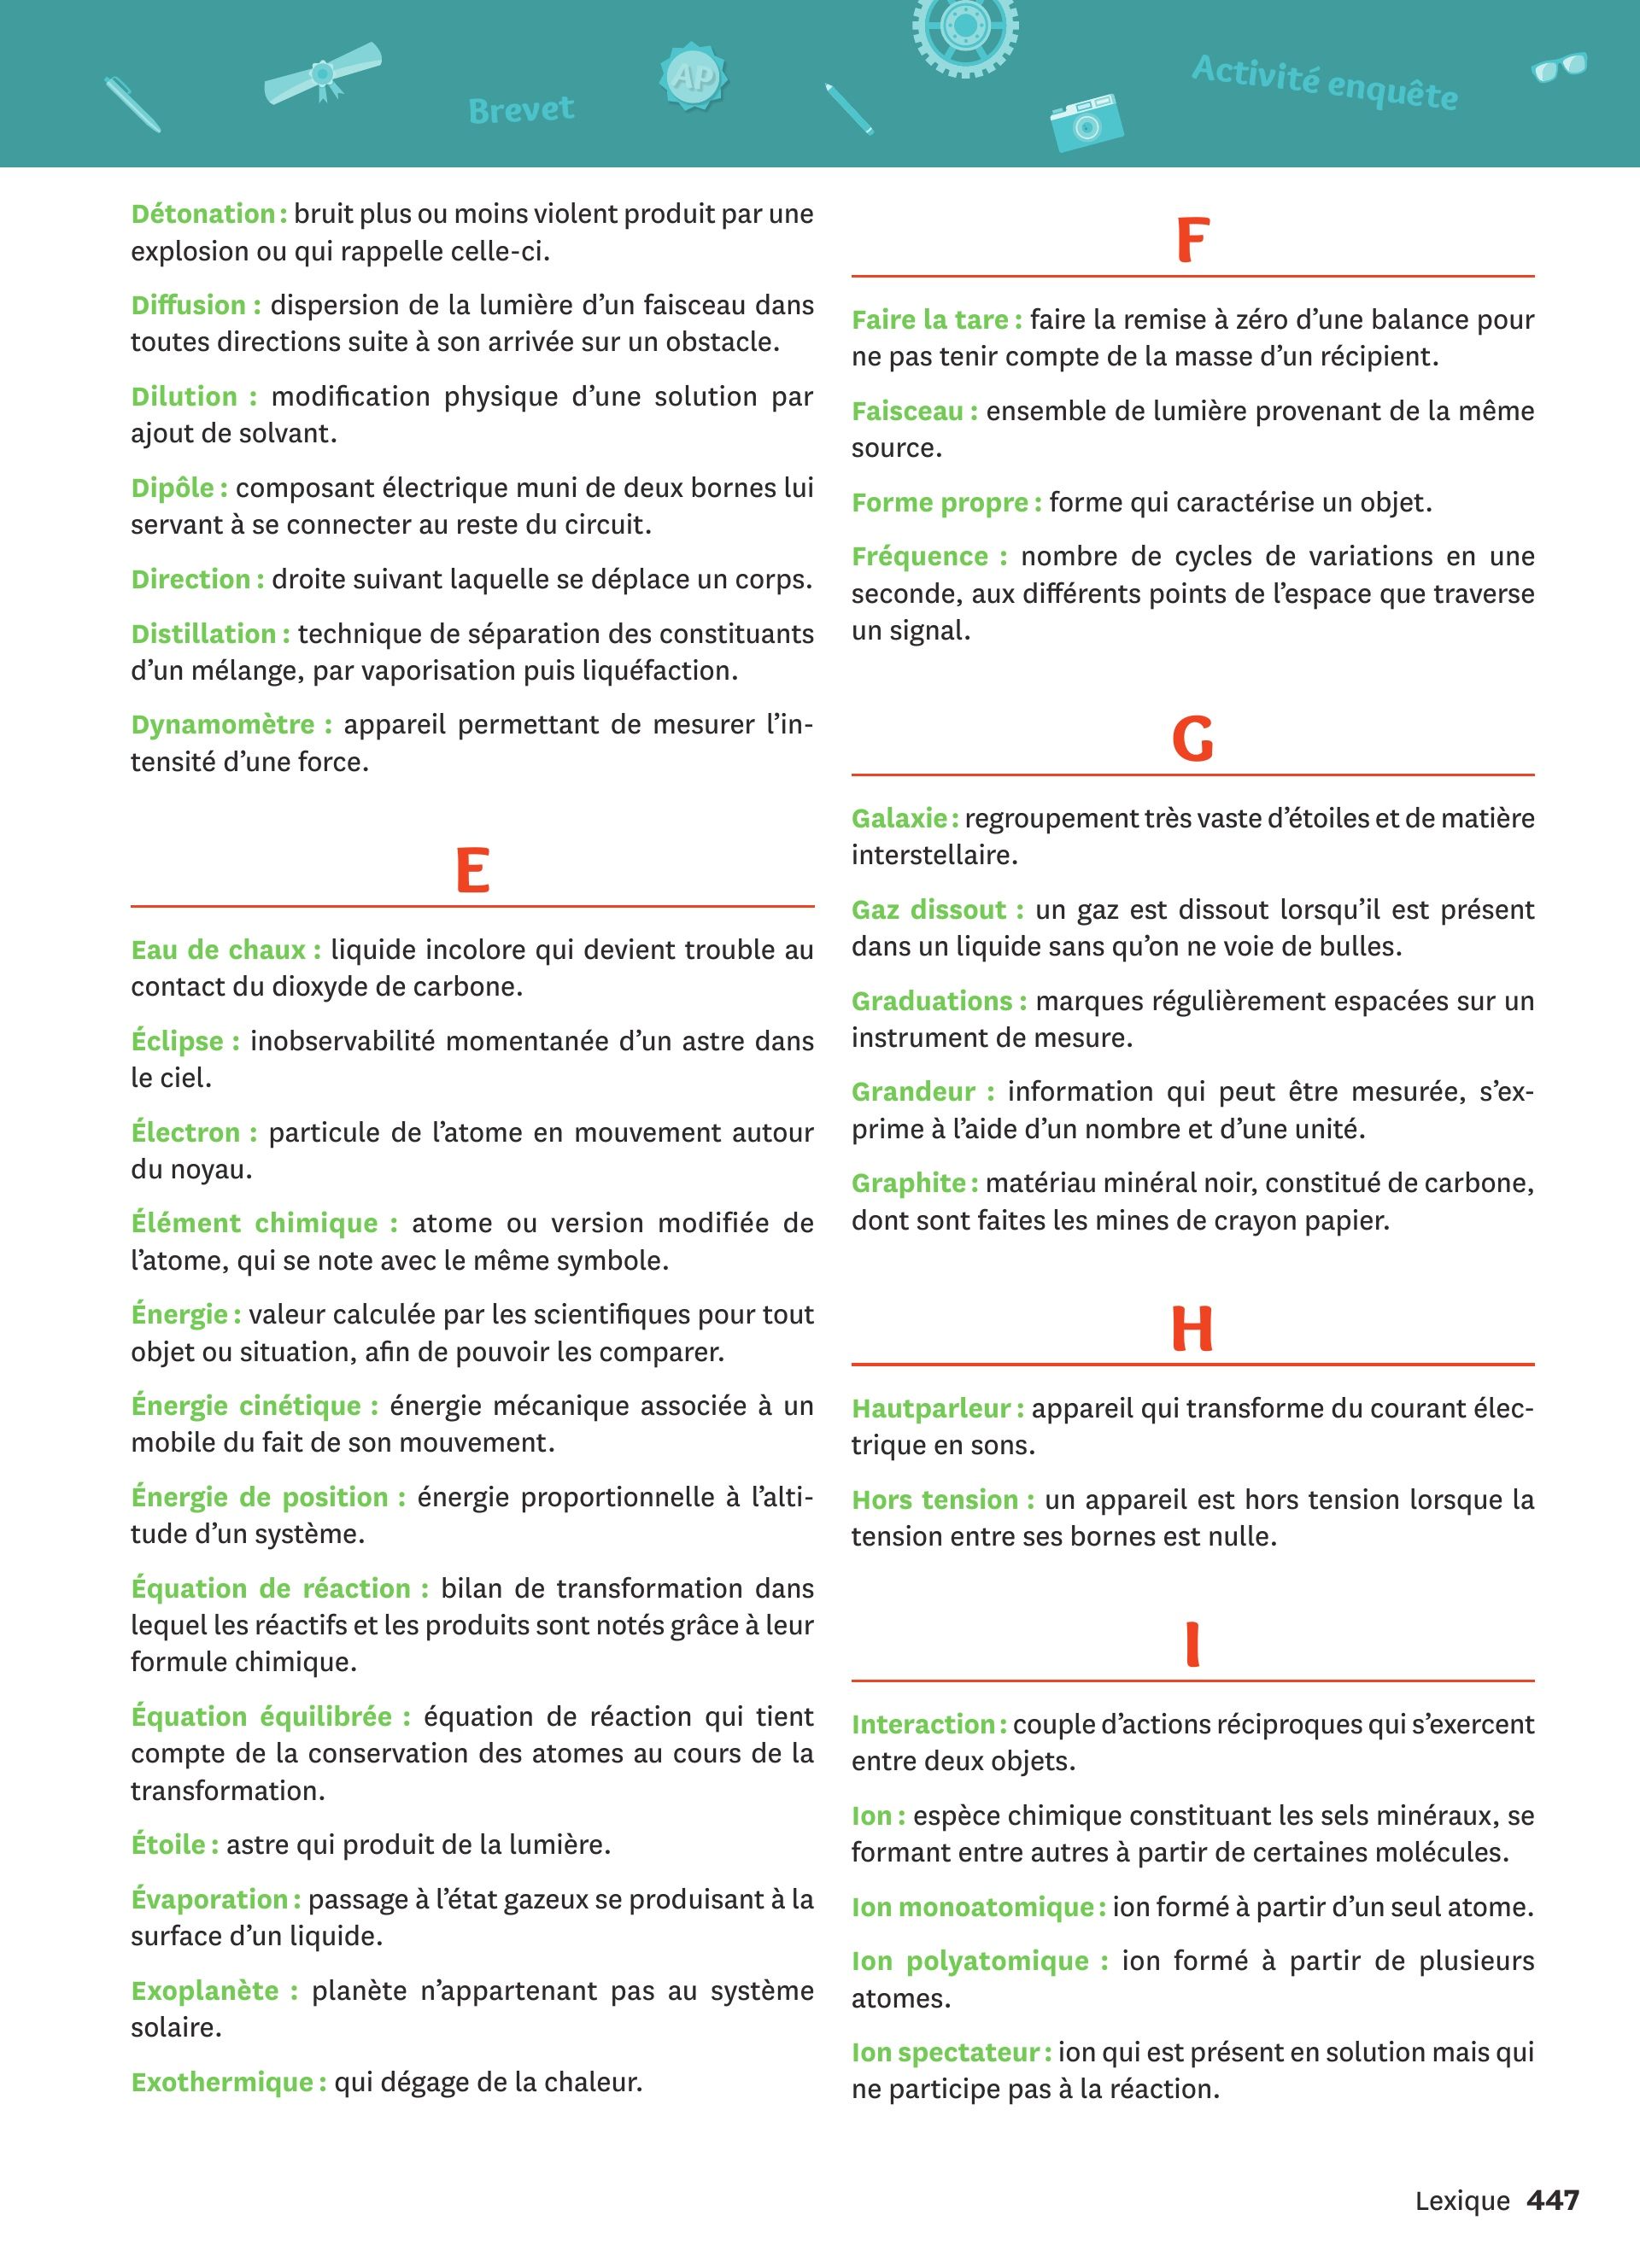 Brevet
AP
Activité enquête
Détonation : bruit plus ou moins violent produit par une
explosion ou qui rappelle celle-ci.
Diffusion : dispersion de la lumière d’un faisceau dans
toutes directions suite à son arrivée sur un obstacle.
Dilution : modification physique d’une solution par
ajout de solvant.
Dipôle : composant électrique muni de deux bornes lui
servant à se connecter au reste du circuit.
Direction : droite suivant laquelle se déplace un corps.
Distillation : technique de séparation des constituants
d’un mélange, par vaporisation puis liquéfaction.
Dynamomètre : appareil permettant de mesurer l’in-
tensité d’une force.
E
Eau de chaux : liquide incolore qui devient trouble au
contact du dioxyde de carbone.
Éclipse : inobservabilité momentanée d’un astre dans
le ciel.
Électron : particule de l’atome en mouvement autour
du noyau.
Élément chimique : atome ou version modifiée de
l’atome, qui se note avec le même symbole.
Énergie : valeur calculée par les scientifiques pour tout
objet ou situation, afin de pouvoir les comparer.
Énergie cinétique : énergie mécanique associée à un
mobile du fait de son mouvement.
Énergie de position : énergie proportionnelle à l’alti-
tude d’un système.
Équation de réaction : bilan de transformation dans
lequel les réactifs et les produits sont notés grâce à leur
formule chimique.
Équation équilibrée : équation de réaction qui tient
compte de la conservation des atomes au cours de la
transformation.
Étoile : astre qui produit de la lumière.
Évaporation : passage à l’état gazeux se produisant à la
surface d’un liquide.
Exoplanète : planète n’appartenant pas au système
solaire.
Exothermique : qui dégage de la chaleur.
F
Faire la tare : faire la remise à zéro d’une balance pour
ne pas tenir compte de la masse d’un récipient.
Faisceau : ensemble de lumière provenant de la même
source.
Forme propre : forme qui caractérise un objet.
Fréquence : nombre de cycles de variations en une
seconde, aux différents points de l’espace que traverse
un signal.
G
Galaxie : regroupement très vaste d’étoiles et de matière
interstellaire.
Gaz dissout : un gaz est dissout lorsqu’il est présent
dans un liquide sans qu’on ne voie de bulles.
Graduations : marques régulièrement espacées sur un
instrument de mesure.
Grandeur : information qui peut être mesurée, s’ex-
prime à l’aide d’un nombre et d’une unité.
Graphite : matériau minéral noir, constitué de carbone,
dont sont faites les mines de crayon papier.
H
Hautparleur : appareil qui transforme du courant élec-
trique en sons.
Hors tension : un appareil est hors tension lorsque la
tension entre ses bornes est nulle.
I
Interaction : couple d’actions réciproques qui s’exercent
entre deux objets.
Ion : espèce chimique constituant les sels minéraux, se
formant entre autres à partir de certaines molécules.
Ion monoatomique : ion formé à partir d’un seul atome.
Ion polyatomique : ion formé à partir de plusieurs
atomes.
Ion spectateur : ion qui est présent en solution mais qui
ne participe pas à la réaction.
Lexique 447